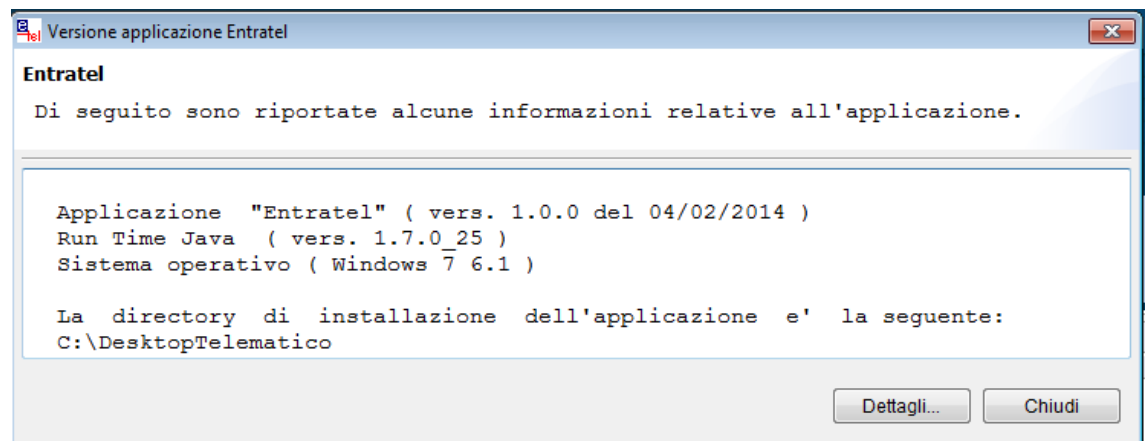 e
tel Versione applicazione Entratel
Entratel
Di seguito sono riportate alcune informazioni relative all'applicazione.
Applicazione "Entratel" ( vers. 1.0.0 del 04/02/2014 )
Run Time Java ( vers. 1.7.0_25 )
Sistema operativo ( Windows 7 6.1 )
La directory di installazione dell'applicazione e' la seguente:
C:\DesktopTelematico
Dettagli... Chiudi